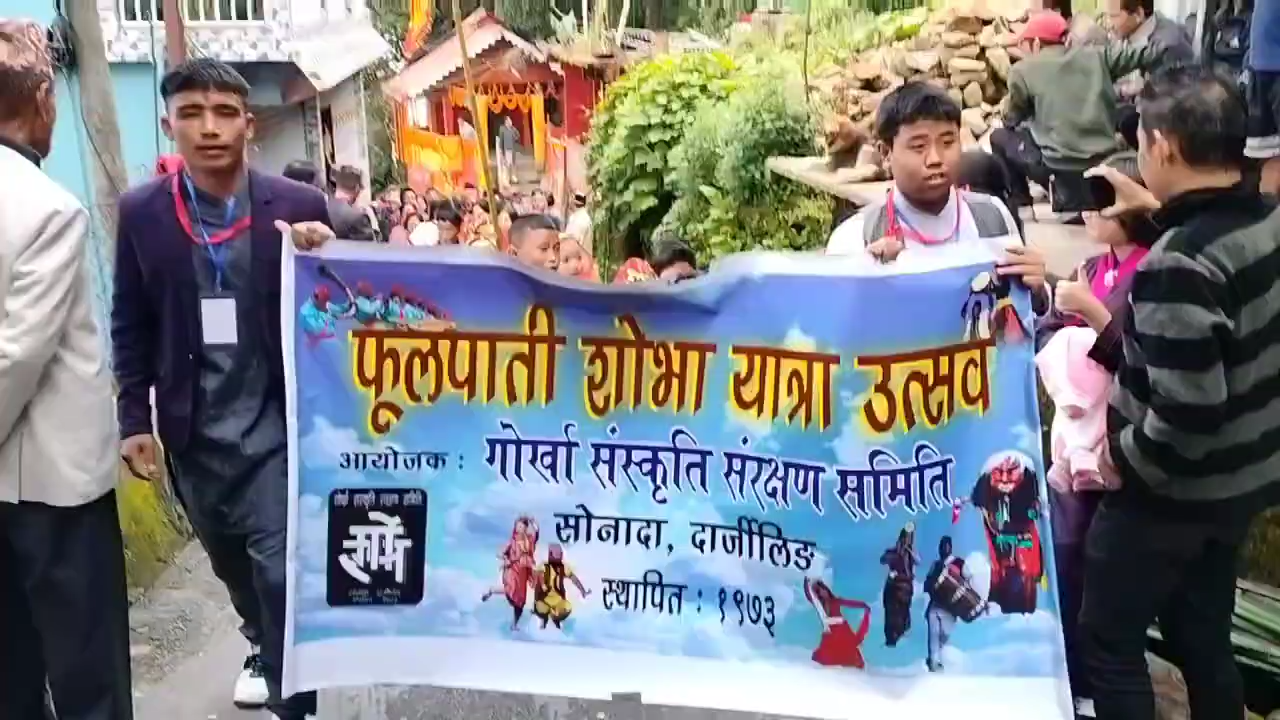 फूलपाती शोभा यात्रा उत्सव
आयोजक : गोर्खा संस्कृति संरक्षण समिति
सोनादा, दार्जीलिङ
स्थापित : १९७३